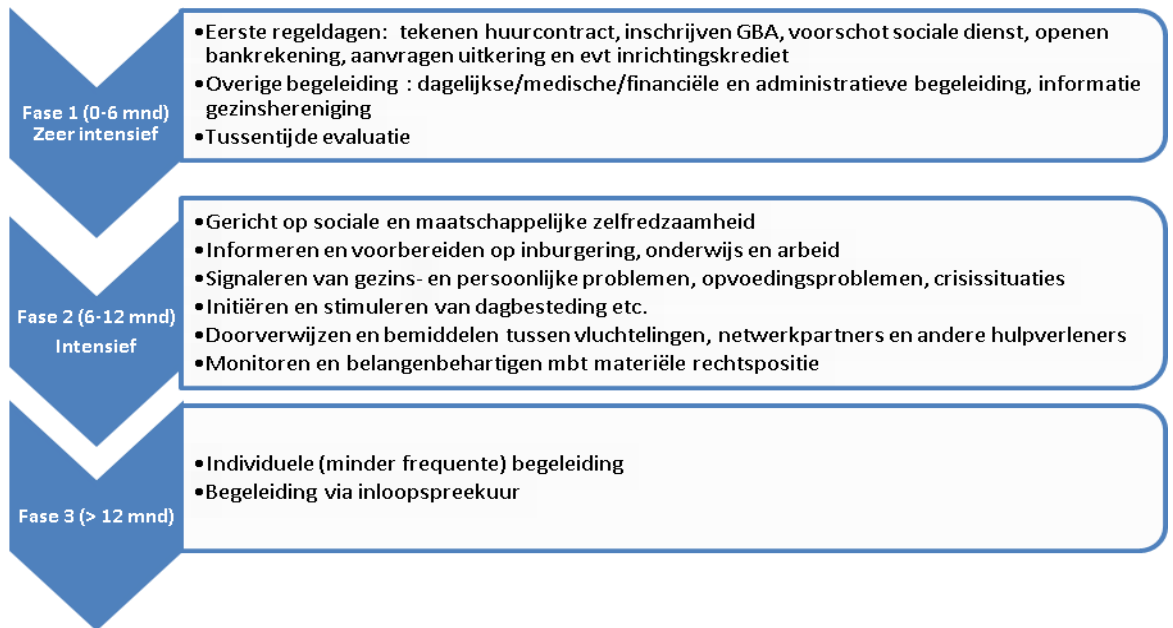 Fase 1 (0-6 mnd)
Zeer intensief
•Eerste regeldagen: tekenen huurcontract, inschrijven GBA, voorschot sociale dienst, openen
bankrekening, aanvragen uitkering en evt inrichtingskrediet
•Overige begeleiding : dagelijkse/medische/financiële en administratieve begeleiding, informatie
gezinshereniging
•Tussentijde evaluatie
Fase 2 (6-12 mnd)
Intensief
•Gericht op sociale en maatschappelijke zelfredzaamheid
•Informeren en voorbereiden op inburgering, onderwijs en arbeid
•Signaleren van gezins- en persoonlijke problemen, opvoedingsproblemen, crisissituaties
•Initiëren en stimuleren van dagbesteding etc.
•Doorverwijzen en bemiddelen tussen vluchtelingen, netwerkpartners en andere hulpverleners
•Monitoren en belangenbehartigen mbt materiële rechtspositie
Fase 3 (> 12 mnd)
•Individuele (minder frequente) begeleiding
•Begeleiding via inloopspreekuur